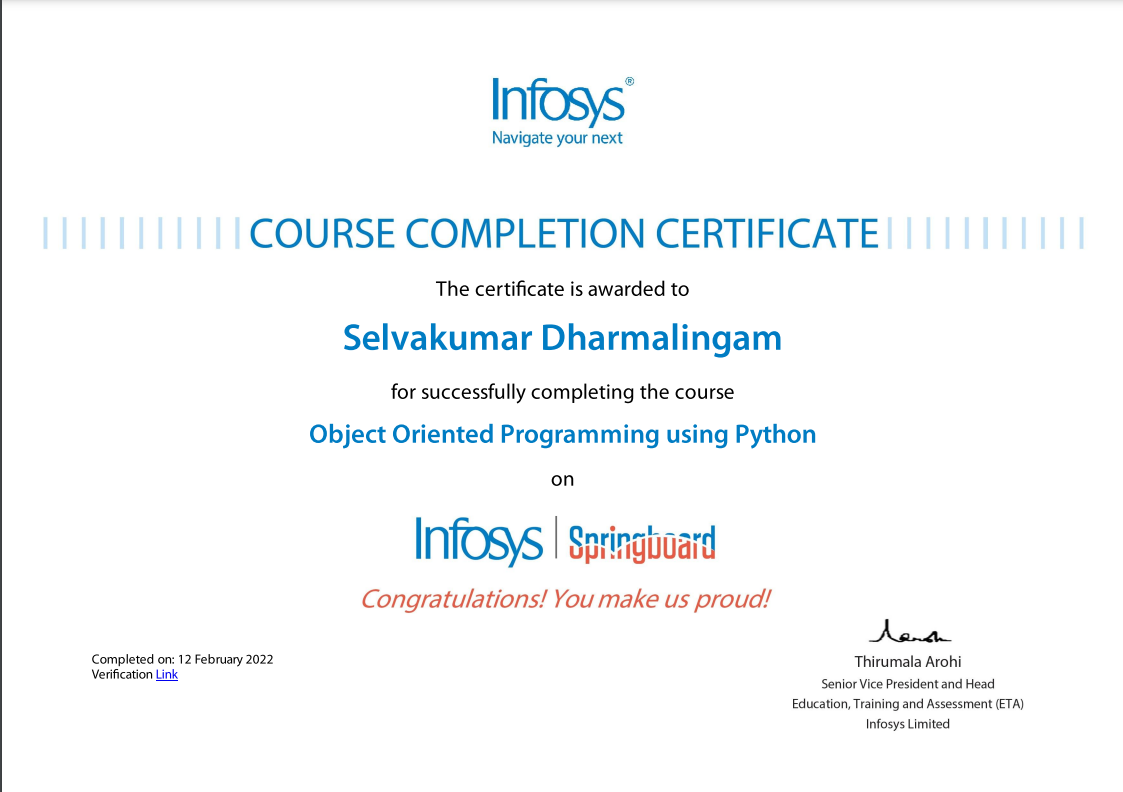 Infosys®
Navigate your next
COURSE COMPLETION CERTIFICATE
The certificate is awarded to
Selvakumar Dharmalingam
for successfully completing the course
Object Oriented Programming using Python
on
Infosys | Springboard
Congratulations! You make us proud!
Completed on: 12 February 2022
Verification Link
Thirumala Arohi
Senior Vice President and Head
Education, Training and Assessment (ETA)
Infosys Limited